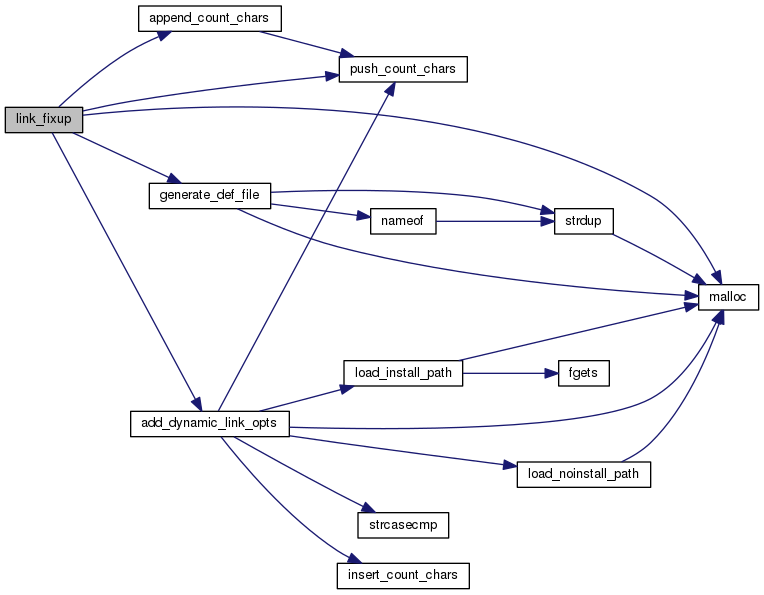 append_count_chars
push_count_chars
link_fixup
generate_def_file
nameof
strdup
malloc
load_install_path
fgets
add_dynamic_link_opts
load_noinstall_path
strcasecmp
insert_count_chars